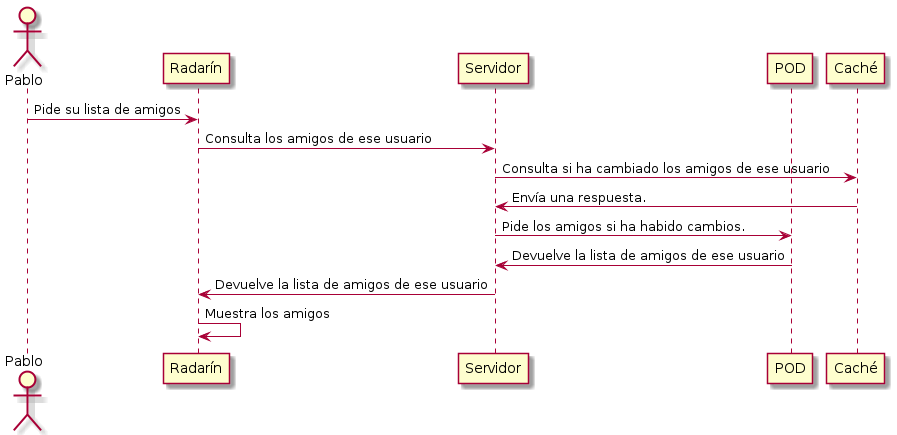 Pablo
Radarín
Servidor
POD
Caché
Pide su lista de amigos
Consulta los amigos de ese usuario
Consulta si ha cambiado los amigos de ese usuario
Envía una respuesta.
Pide los amigos si ha habido cambios.
Devuelve la lista de amigos de ese usuario
Devuelve la lista de amigos de ese usuario
Muestra los amigos
Pablo
Radarín
Servidor
POD
Caché